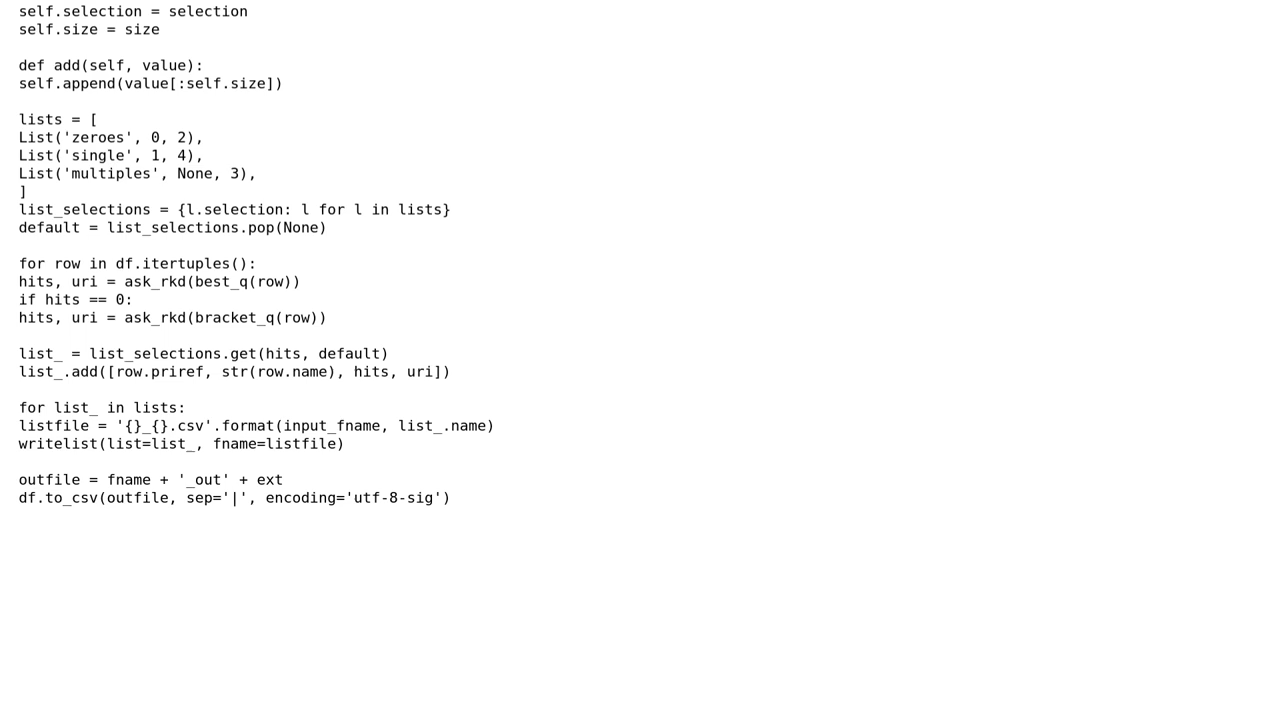 self.selection = selection
self.size = size

def add(self, value):
self.append(value[:self.size])

lists = [
List('zeroes', 0, 2),
List('single', 1, 4),
List('multiples', None, 3),
]
list_selections = {l.selection: l for l in lists}
default = list_selections.pop(None)

for row in df.itertuples():
hits, uri = ask_rkd(best_q(row))
if hits == 0:
hits, uri = ask_rkd(bracket_q(row))

list_ = list_selections.get(hits, default)
list_.add([row.priref, str(row.name), hits, uri])

for list_ in lists:
listfile = '{}_{}.csv'.format(input_fname, list_.name)
writelist(list=list_, fname=listfile)

outfile = fname + '_out' + ext
df.to_csv(outfile, sep='|', encoding='utf-8-sig')